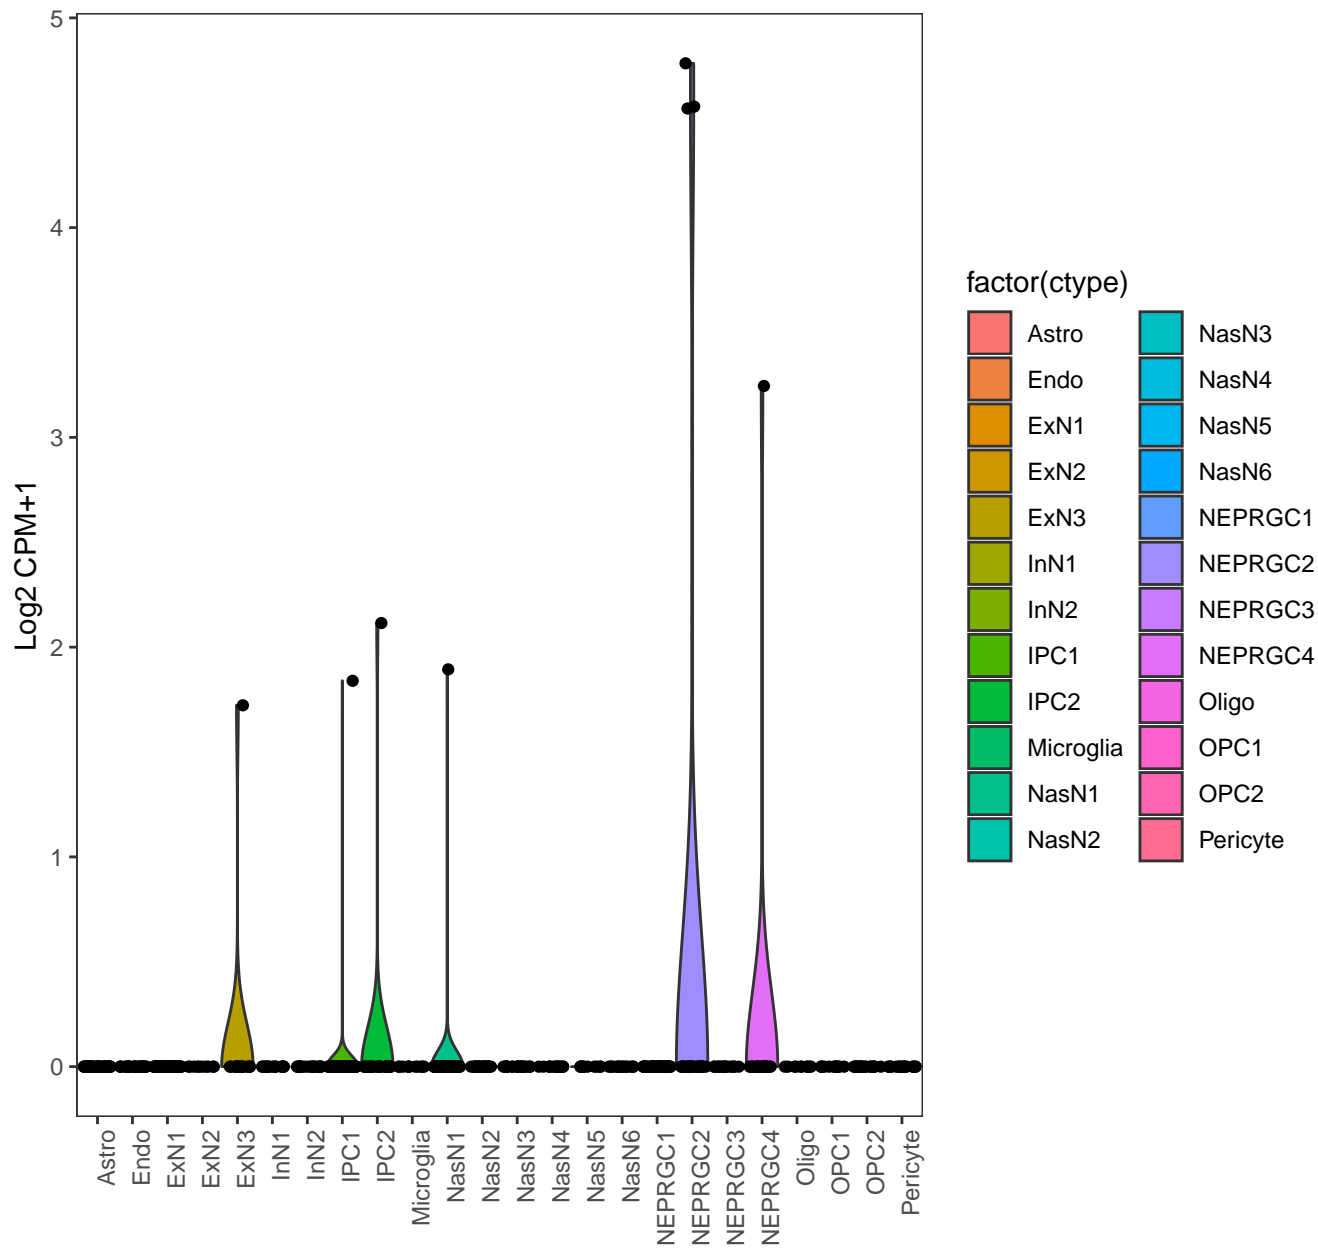 5
4
3
2
1
0
Log2 CPM+1
Astro
Endo
ExN1
ExN2
ExN3
InN1
InN2
IPC1
IPC2
Microglia
NasN1
NasN2
NasN3
NasN4
NasN5
NasN6
NEPRGC1
NEPRGC2
NEPRGC3
NEPRGC4
Oligo
OPC1
OPC2
Pericyte
factor(ctype)
Astro
Endo
ExN1
ExN2
ExN3
InN1
InN2
IPC1
IPC2
Microglia
NasN1
NasN2
NasN3
NasN4
NasN5
NasN6
NEPRGC1
NEPRGC2
NEPRGC3
NEPRGC4
Oligo
OPC1
OPC2
Pericyte